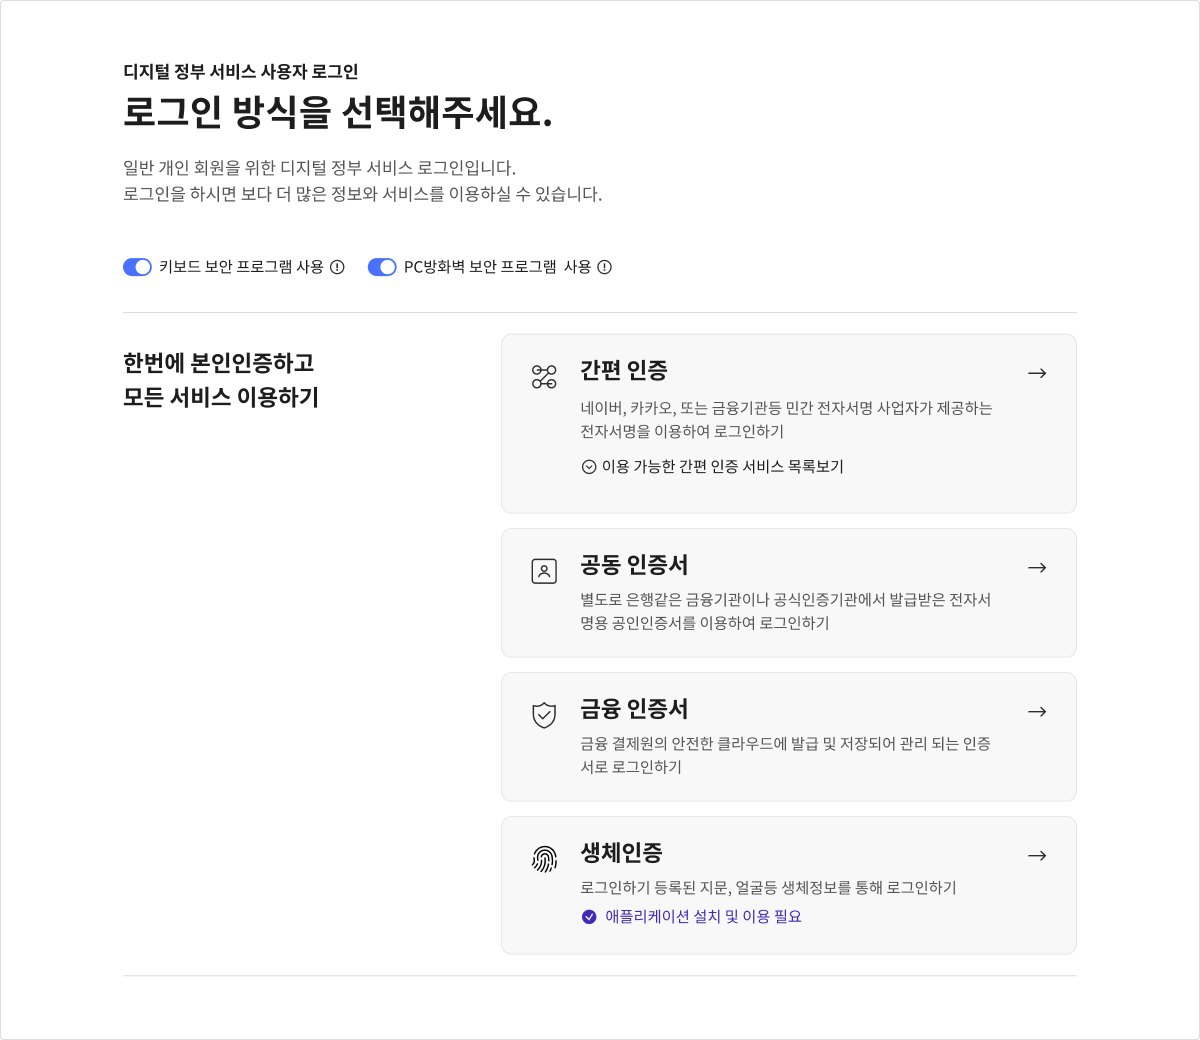 디지털 정부 서비스 사용자 로그인
로그인 방식을 선택해주세요.
일반 개인 회원을 위한 디지털 정부 서비스 로그인입니다.
로그인을 하시면 보다 더 많은 정보와 서비스를 이용하실 수 있습니다.
키보드 보안 프로그램 사용
PC방화벽 보안 프로그램 사용
한번에 본인인증하고
모든 서비스 이용하기
간편 인증
네이버, 카카오, 또는 금융기관등 민간 전자서명 사업자가 제공하는
전자서명을 이용하여 로그인하기
이용 가능한 간편 인증 서비스 목록보기
공동 인증서
별도로 은행같은 금융기관이나 공식인증기관에서 발급받은 전자서
명용 공인인증서를 이용하여 로그인하기
금융 인증서
금융 결제원의 안전한 클라우드에 발급 및 저장되어 관리 되는 인증
서로 로그인하기
생체인증
로그인하기 등록된 지문, 얼굴등 생체정보를 통해 로그인하기
애플리케이션 설치 및 이용 필요